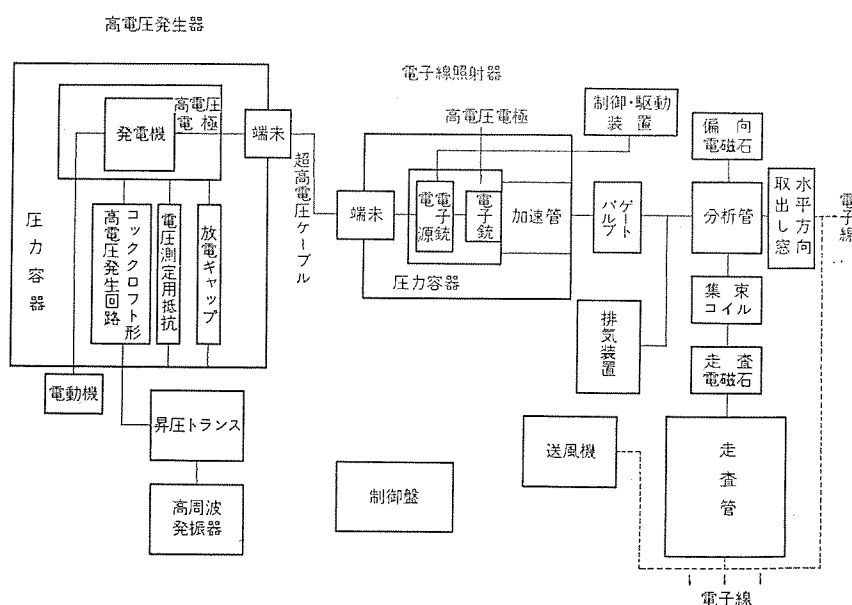 高電圧発生器
高電圧
電極
発電機
端末
圧力容器
コッククロフト形
高電圧発生回路
電圧測定用抵抗
放電ギャップ
電動機
昇圧トランス
高周波
発振器
超高電圧ケーブル
電子線照射器
高電圧電極
端末
電子銃
電源
電子銃
加速管
圧力容器
制御・駆動
装置
ゲート
バルブ
排気
装置
偏向
電磁石
分析管
水平方向
取出し窓
電子線
集束
コイル
走査
電磁石
走査管
送風機
制御盤
電子線